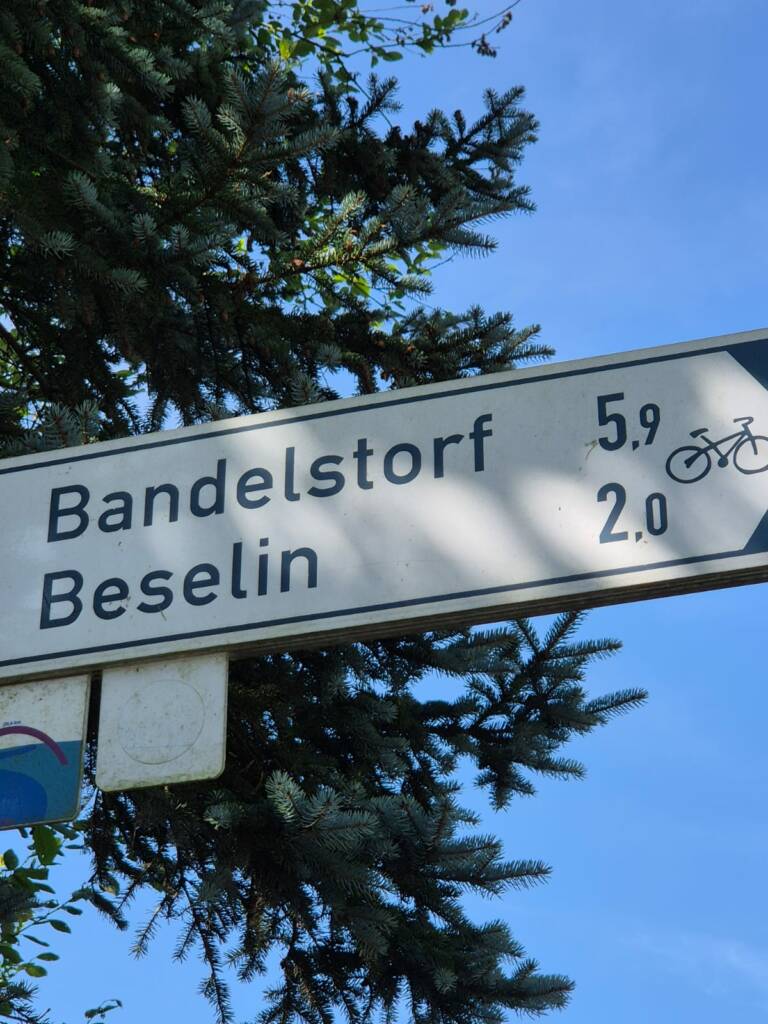 Bandelstorf 5,9
Beselin 2,0